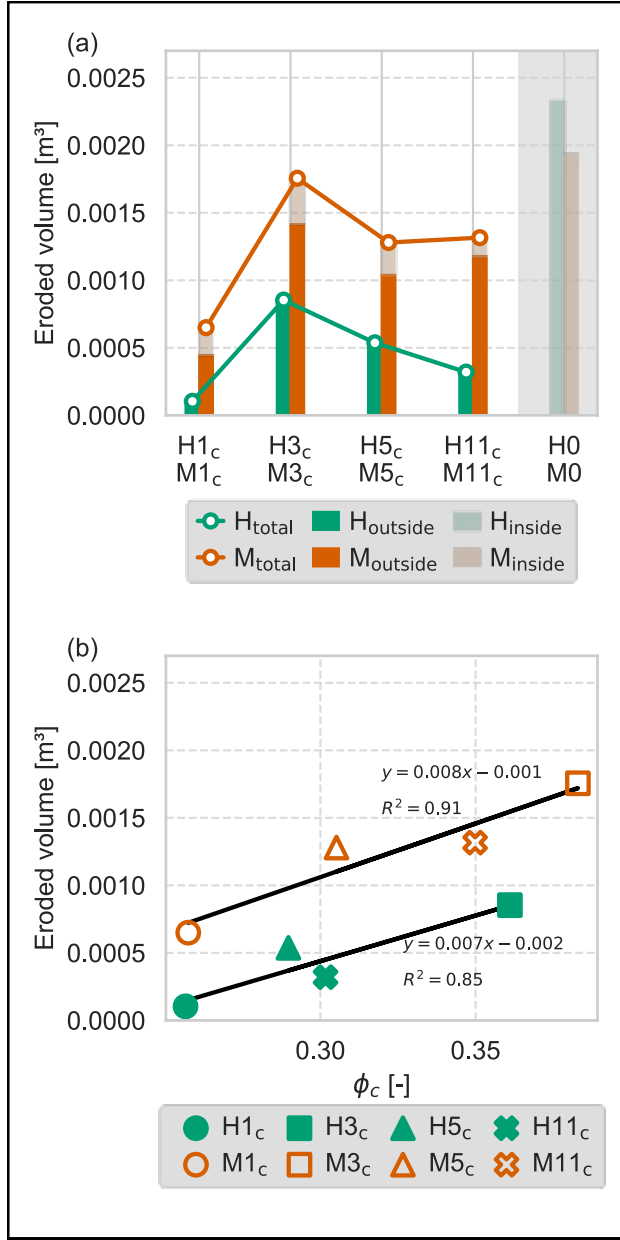 (a)
Eroded volume [m³]
0.0025
0.0020
0.0015
0.0010
0.0005
0.0000
H1c H3c H5c H11c H0
M1c M3c M5c M11c M0
Htotal Houtside Hinside
Mtotal Moutside Minside
(b)
Eroded volume [m³]
0.0025
0.0020
0.0015
0.0010
0.0005
0.0000
y = 0.008x − 0.001
R² = 0.91
y = 0.007x − 0.002
R² = 0.85
0.30 0.35
ϕc [-]
H1c H3c H5c H11c
M1c M3c M5c M11c